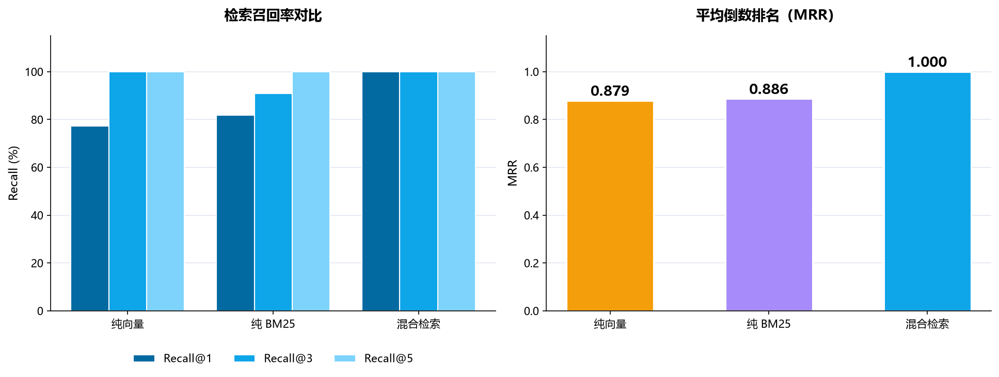 检索召回率对比
Recall (%)
100
80
60
40
20
0
纯向量
纯 BM25
混合检索
Recall@1
Recall@3
Recall@5
平均倒数排名（MRR）
MRR
1.0
0.8
0.6
0.4
0.2
0.0
0.879
0.886
1.000
纯向量
纯 BM25
混合检索